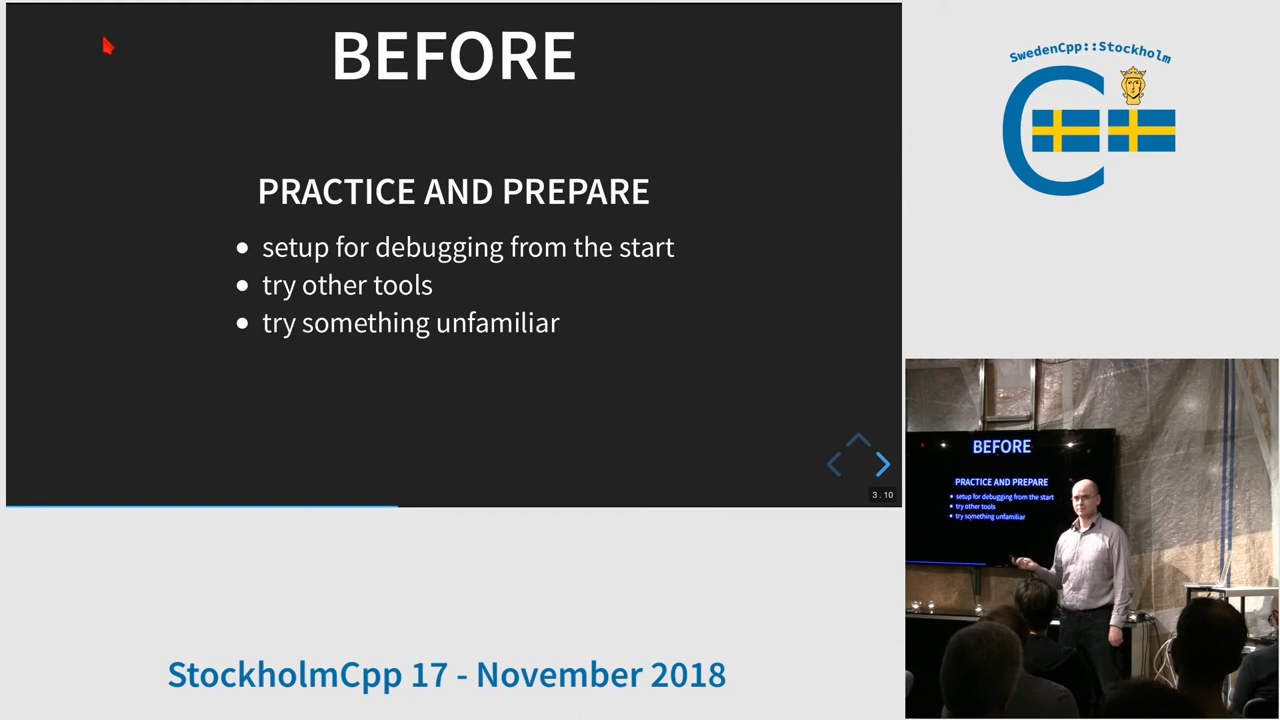 BEFORE
PRACTICE AND PREPARE
setup for debugging from the start
try other tools
try something unfamiliar
3.10
SwedenCpp::Stockholm
BEFORE
PRACTICE AND PREPARE
setup for debugging from the start
try other tools
try something unfamiliar
StockholmCpp 17 - November 2018